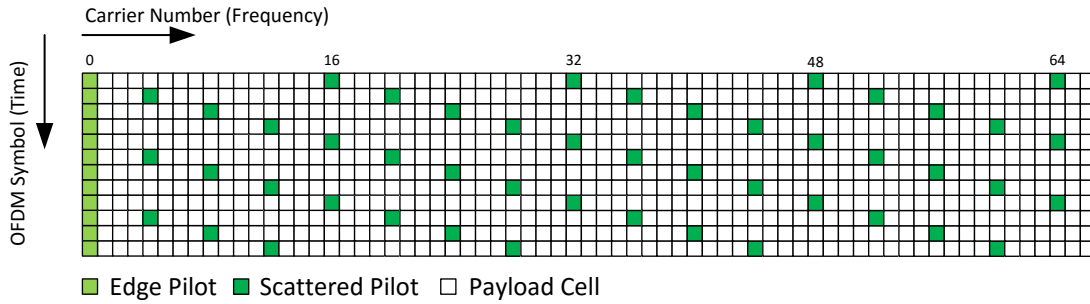 Carrier Number (Frequency)
OFDM Symbol (Time)
0 16 32 48 64
Edge Pilot Scattered Pilot Payload Cell